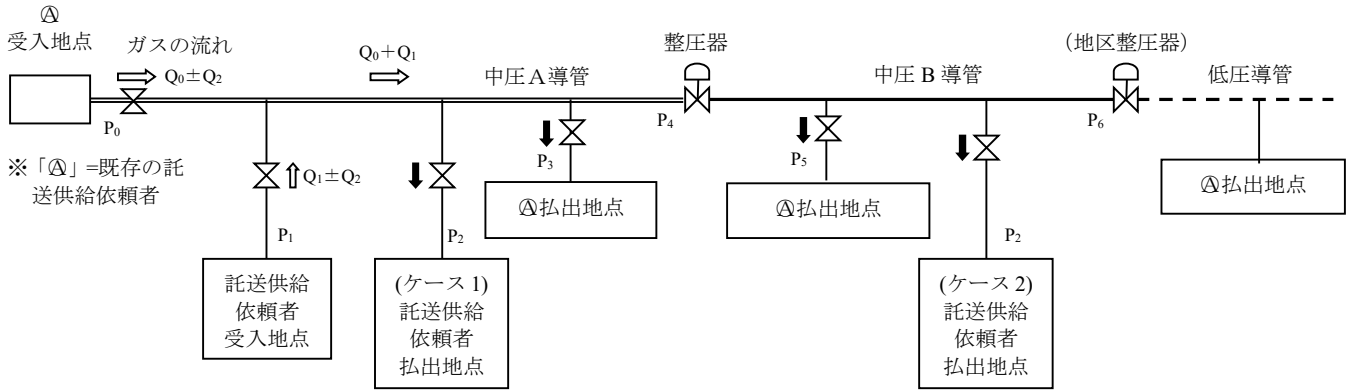 Ⓐ
受入地点
ガスの流れ
Q₀±Q₂
Q₀＋Q₁
中圧A導管
整圧器
中圧 B 導管
（地区整圧器）
低圧導管
P₀
P₄
P₆
P₃
P₅
※「Ⓐ」=既存の託
送供給依頼者
Q₁±Q₂
Ⓐ払出地点
Ⓐ払出地点
Ⓐ払出地点
P₁
P₂
P₂
託送供給
依頼者
受入地点
(ケース 1)
託送供給
依頼者
払出地点
(ケース 2)
託送供給
依頼者
払出地点